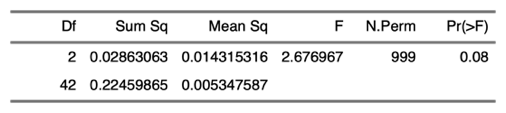 Df Sum Sq Mean Sq F N.Perm Pr(>F)
2 0.02863063 0.014315316 2.676967 999 0.08
42 0.22459865 0.005347587